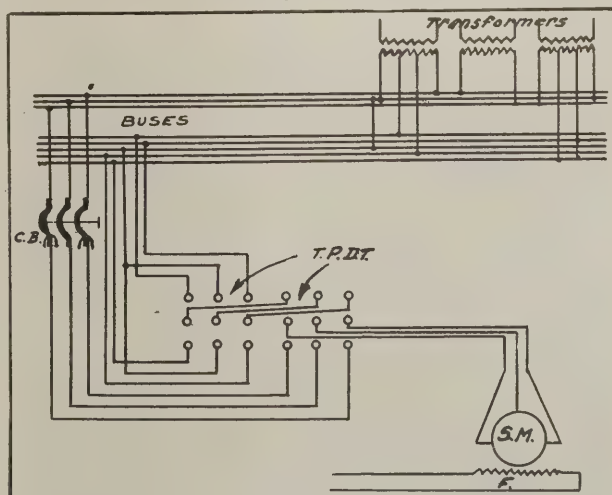 Transformers
BUSES
C.B.
T.P.D.T.
S.M.
F.